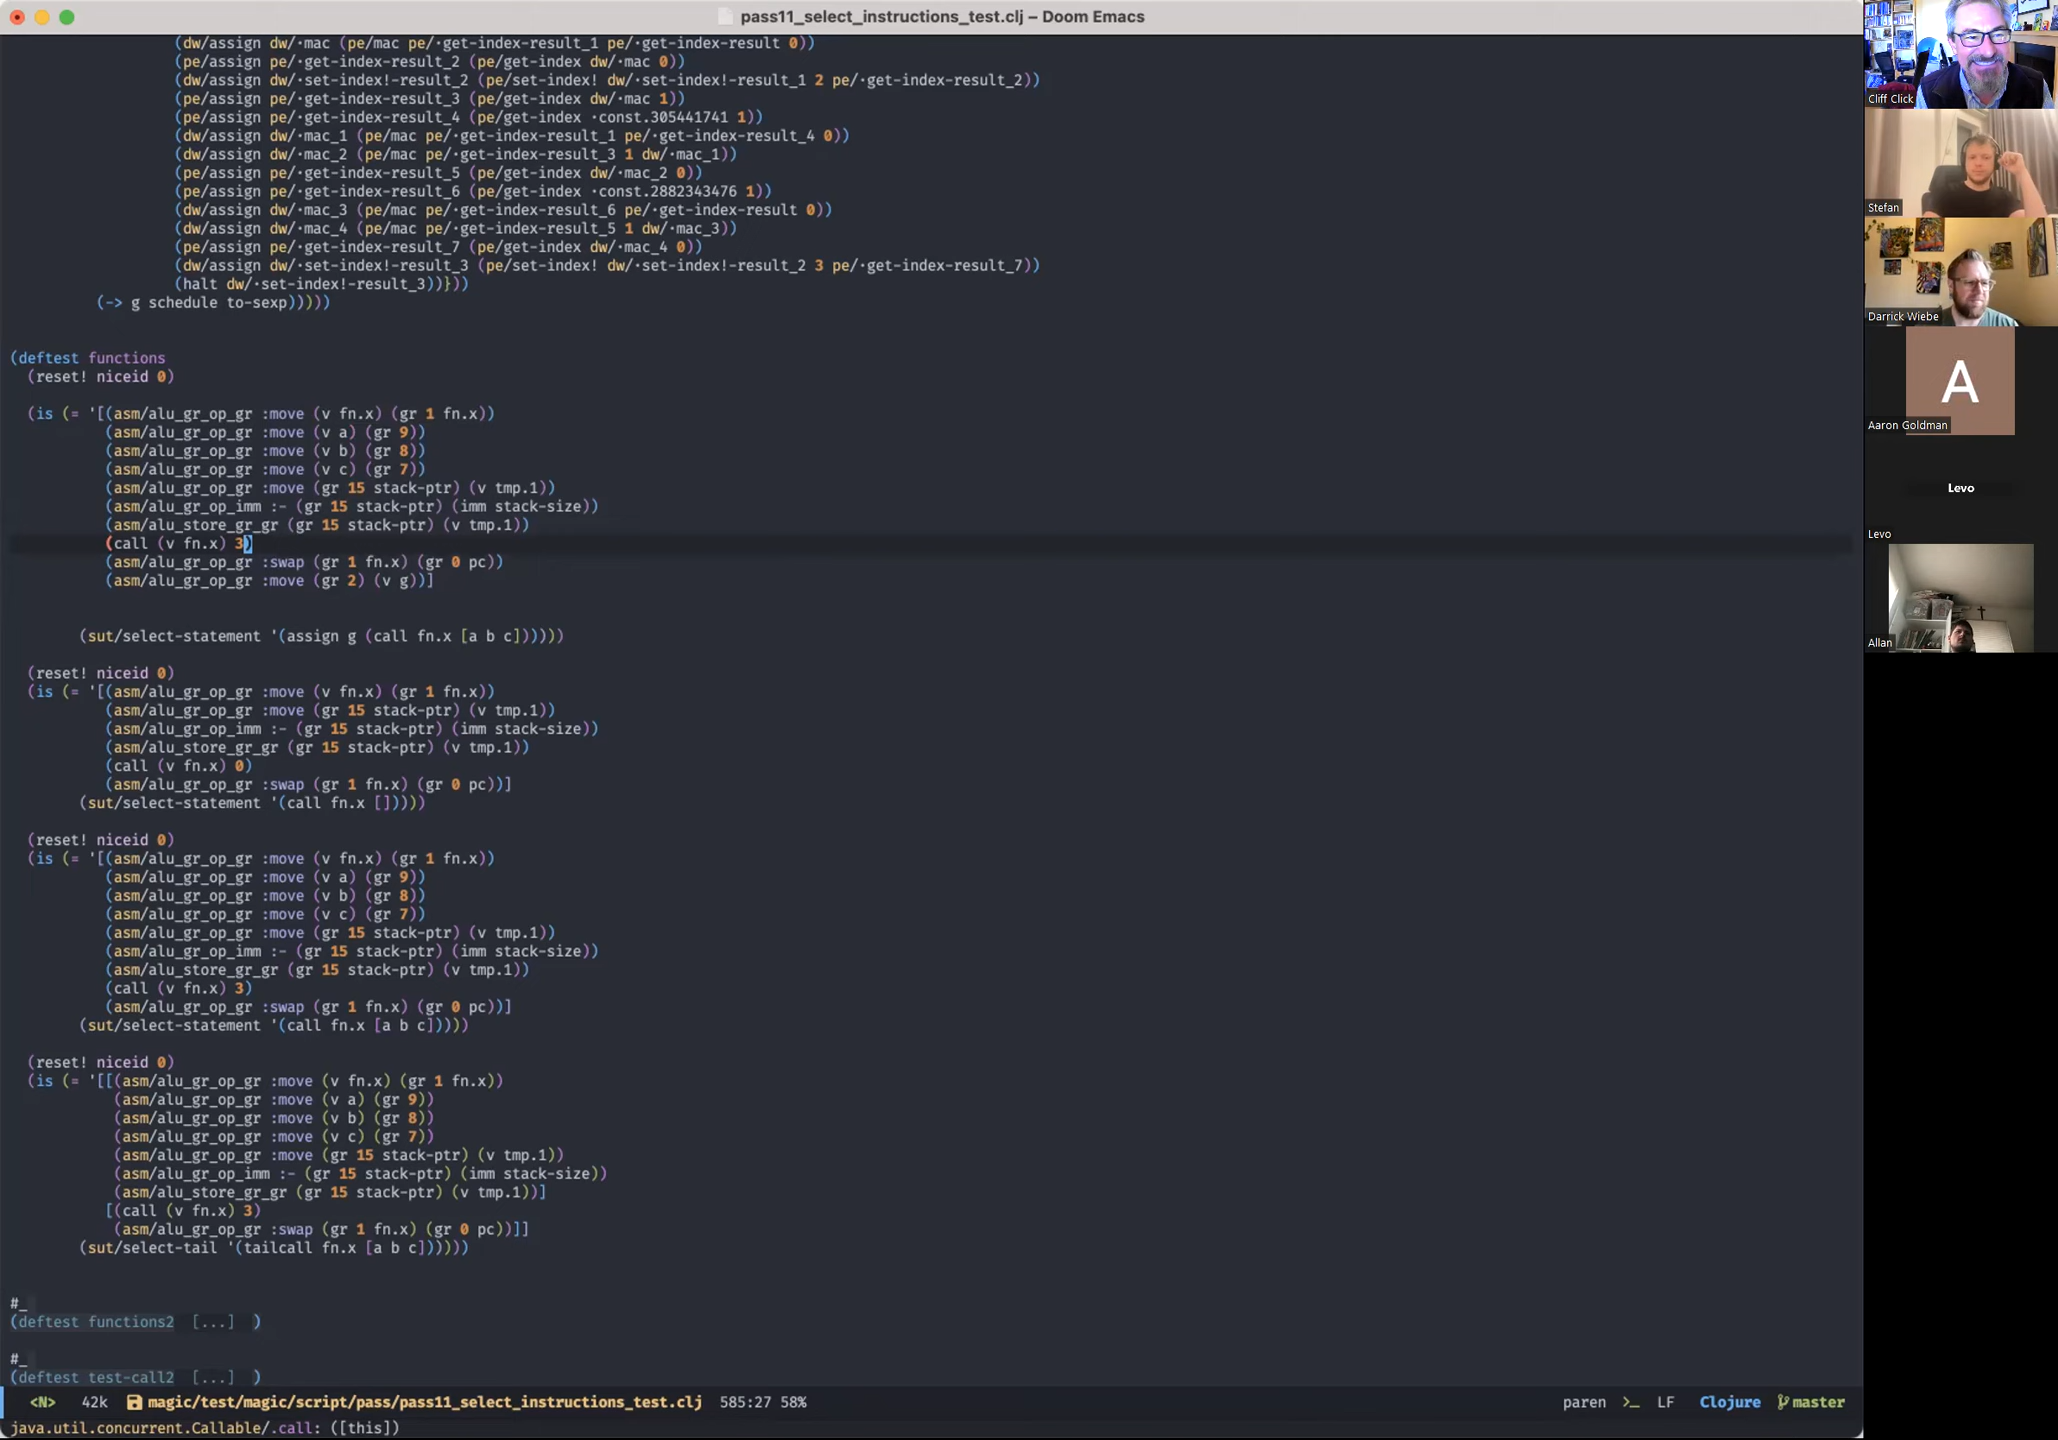 pass11_select_instructions_test.clj – Doom Emacs
(dw/assign dw/·mac (pe/mac pe/·get-index-result_1 pe/·get-index-result 0))
(pe/assign pe/·get-index-result_2 (pe/get-index dw/·mac 0))
(dw/assign dw/·set-index!-result_2 (pe/set-index! dw/·set-index!-result_1 2 pe/·get-index-result_2))
(pe/assign pe/·get-index-result_3 (pe/get-index dw/·mac 1))
(pe/assign pe/·get-index-result_4 (pe/get-index ·const.305441741 1))
(dw/assign dw/·mac_1 (pe/mac pe/·get-index-result_1 pe/·get-index-result_4 0))
(dw/assign dw/·mac_2 (pe/mac pe/·get-index-result_3 1 dw/·mac_1))
(pe/assign pe/·get-index-result_5 (pe/get-index dw/·mac_2 0))
(pe/assign pe/·get-index-result_6 (pe/get-index ·const.2882343476 1))
(dw/assign dw/·mac_3 (pe/mac pe/·get-index-result_6 pe/·get-index-result 0))
(dw/assign dw/·mac_4 (pe/mac pe/·get-index-result_5 1 dw/·mac_3))
(pe/assign pe/·get-index-result_7 (pe/get-index dw/·mac_4 0))
(dw/assign dw/·set-index!-result_3 (pe/set-index! dw/·set-index!-result_2 3 pe/·get-index-result_7))
(halt dw/·set-index!-result_3))}))
(-> g schedule to-sexp)))))
(deftest functions
(reset! niceid 0)
(is (= '[(asm/alu_gr_op_gr :move (v fn.x) (gr 1 fn.x))
(asm/alu_gr_op_gr :move (v a) (gr 9))
(asm/alu_gr_op_gr :move (v b) (gr 8))
(asm/alu_gr_op_gr :move (v c) (gr 7))
(asm/alu_gr_op_gr :move (gr 15 stack-ptr) (v tmp.1))
(asm/alu_gr_op_imm :- (gr 15 stack-ptr) (imm stack-size))
(asm/alu_store_gr_gr (gr 15 stack-ptr) (v tmp.1))
(call (v fn.x) 3)
(asm/alu_gr_op_gr :swap (gr 1 fn.x) (gr 0 pc))
(asm/alu_gr_op_gr :move (gr 2) (v g))]
(sut/select-statement '(assign g (call fn.x [a b c])))))
(reset! niceid 0)
(is (= '[(asm/alu_gr_op_gr :move (v fn.x) (gr 1 fn.x))
(asm/alu_gr_op_gr :move (gr 15 stack-ptr) (v tmp.1))
(asm/alu_gr_op_imm :- (gr 15 stack-ptr) (imm stack-size))
(asm/alu_store_gr_gr (gr 15 stack-ptr) (v tmp.1))
(call (v fn.x) 0)
(asm/alu_gr_op_gr :swap (gr 1 fn.x) (gr 0 pc))]
(sut/select-statement '(call fn.x []))))
(reset! niceid 0)
(is (= '[(asm/alu_gr_op_gr :move (v fn.x) (gr 1 fn.x))
(asm/alu_gr_op_gr :move (v a) (gr 9))
(asm/alu_gr_op_gr :move (v b) (gr 8))
(asm/alu_gr_op_gr :move (v c) (gr 7))
(asm/alu_gr_op_gr :move (gr 15 stack-ptr) (v tmp.1))
(asm/alu_gr_op_imm :- (gr 15 stack-ptr) (imm stack-size))
(asm/alu_store_gr_gr (gr 15 stack-ptr) (v tmp.1))
(call (v fn.x) 3)
(asm/alu_gr_op_gr :swap (gr 1 fn.x) (gr 0 pc))]
(sut/select-statement '(call fn.x [a b c]))))
(reset! niceid 0)
(is (= '[[(asm/alu_gr_op_gr :move (v fn.x) (gr 1 fn.x))
(asm/alu_gr_op_gr :move (v a) (gr 9))
(asm/alu_gr_op_gr :move (v b) (gr 8))
(asm/alu_gr_op_gr :move (v c) (gr 7))
(asm/alu_gr_op_gr :move (gr 15 stack-ptr) (v tmp.1))
(asm/alu_gr_op_imm :- (gr 15 stack-ptr) (imm stack-size))
(asm/alu_store_gr_gr (gr 15 stack-ptr) (v tmp.1))]
[(call (v fn.x) 3)
(asm/alu_gr_op_gr :swap (gr 1 fn.x) (gr 0 pc))]]
(sut/select-tail '(tailcall fn.x [a b c])))))
#_
(deftest functions2 [...] )
#_
(deftest test-call2 [...] )
<N> 42k magic/test/magic/script/pass/pass11_select_instructions_test.clj 585:27 58% paren >_ LF Clojure master
java.util.concurrent.Callable/.call: ([this])
Cliff Click
Stefan
Darrick Wiebe
A
Aaron Goldman
Levo
Levo
Allan